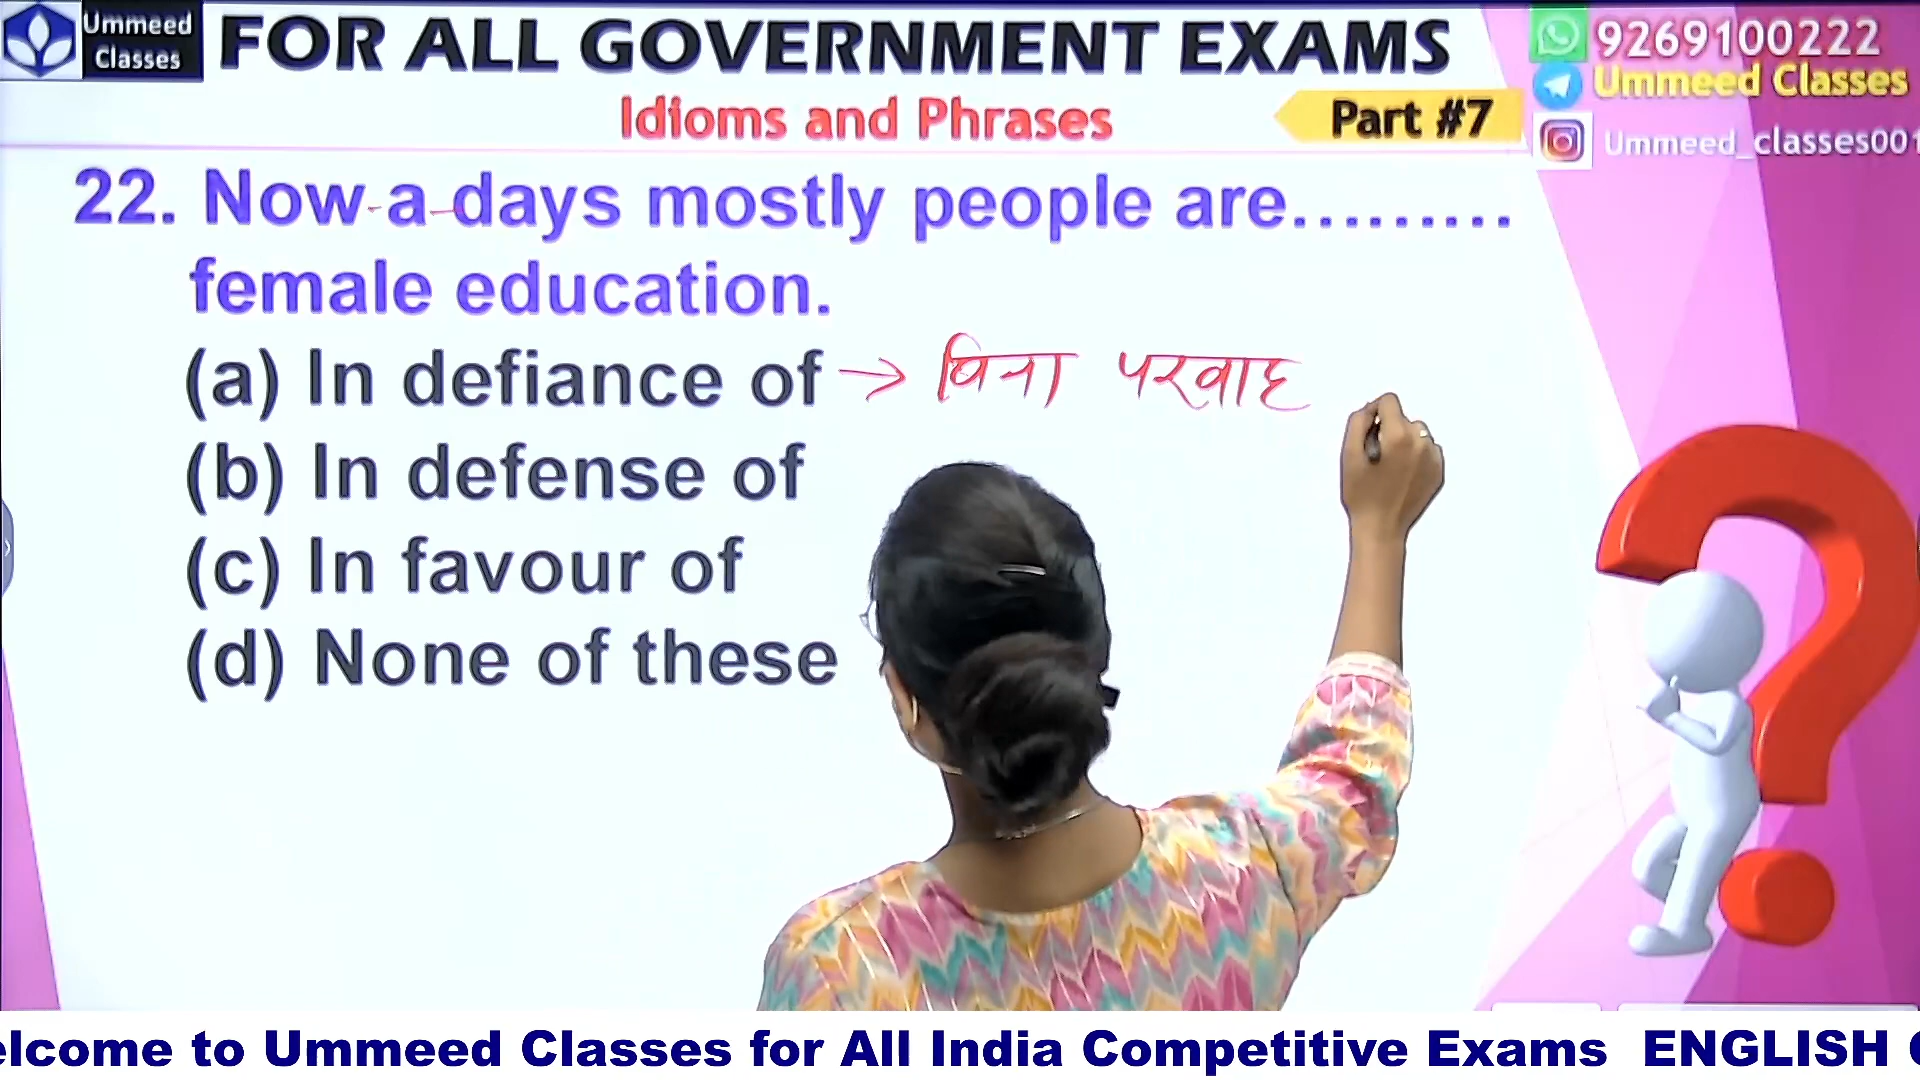 Ummeed
Classes
FOR ALL GOVERNMENT EXAMS
9269100222
Ummeed Classes
Idioms and Phrases
Part #7
Ummeed_classes001
22. Now-a-days mostly people are.........
female education.
(a) In defiance of → बिना परवाह
(b) In defense of
(c) In favour of
(d) None of these
elcome to Ummeed Classes for All India Competitive Exams ENGLISH